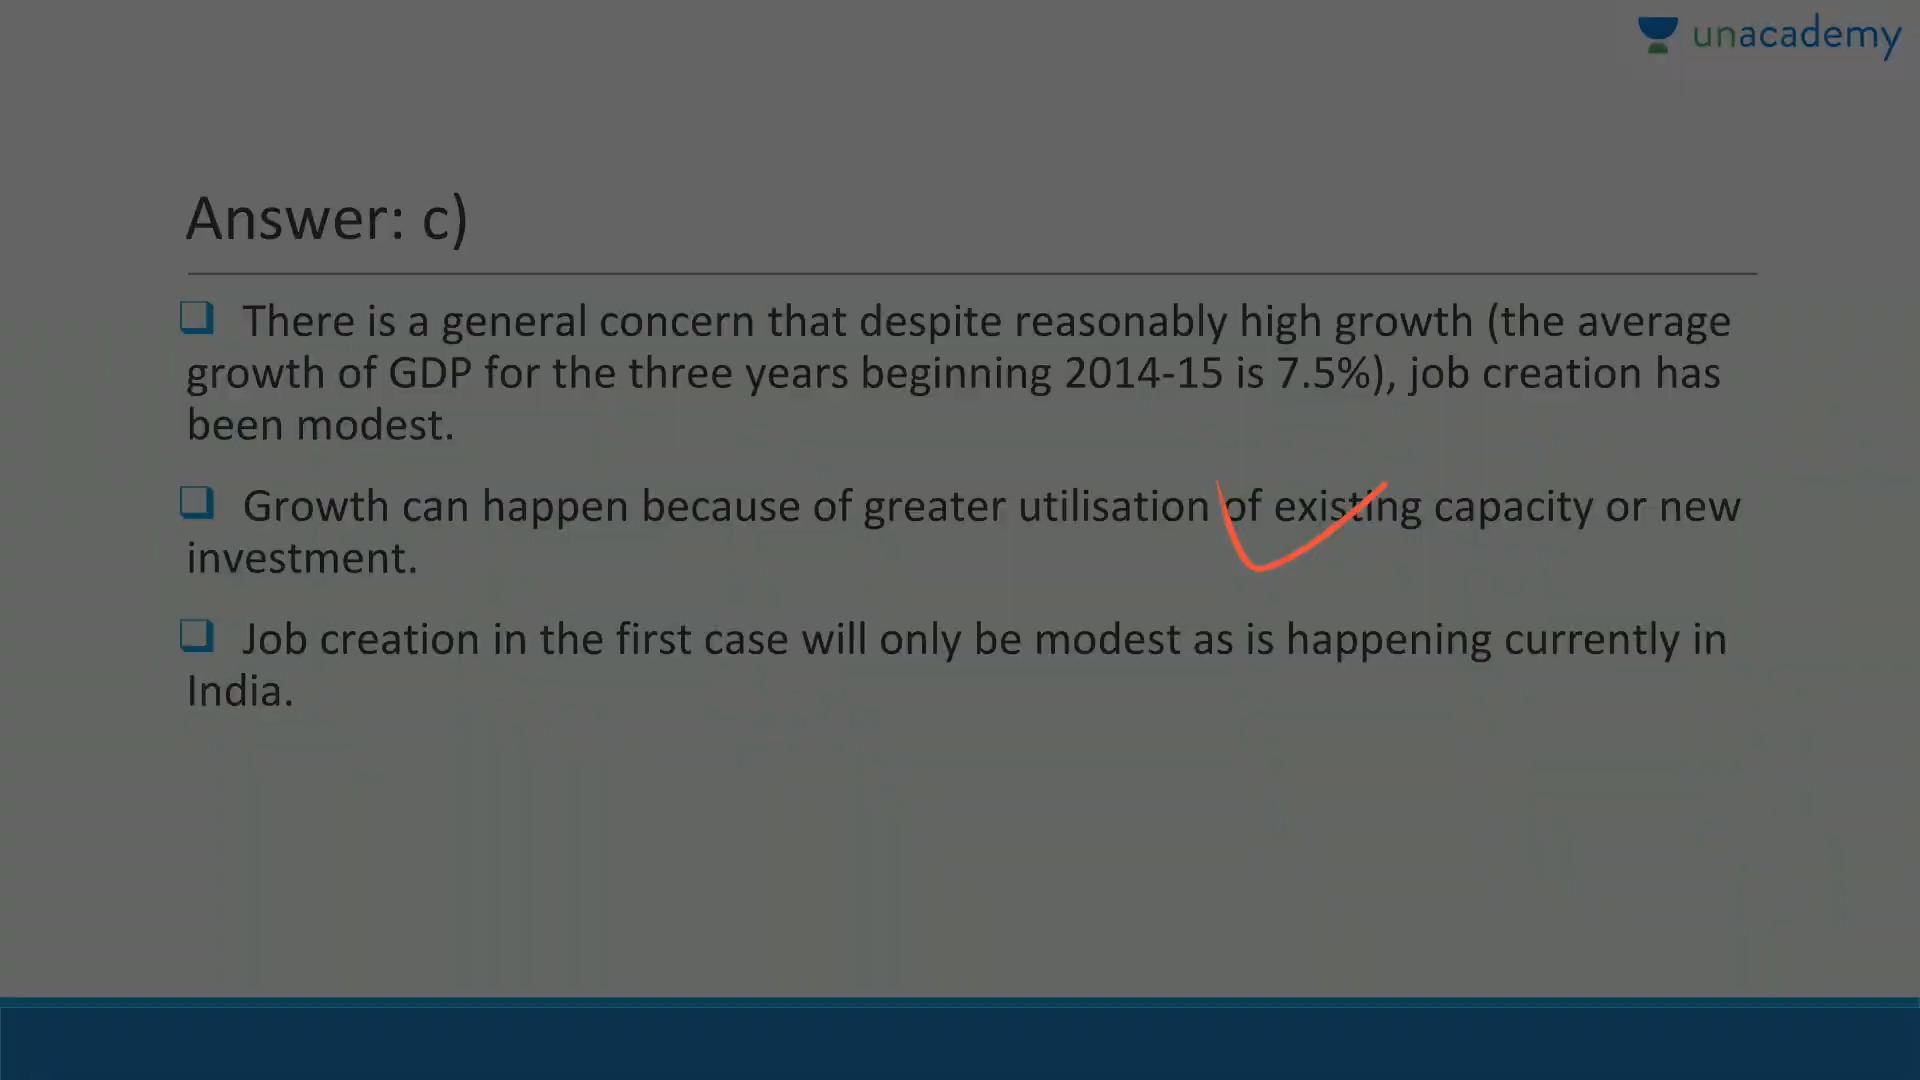 unacademy
Answer: c)
There is a general concern that despite reasonably high growth (the average
growth of GDP for the three years beginning 2014-15 is 7.5%), job creation has
been modest.
Growth can happen because of greater utilisation of existing capacity or new
investment.
Job creation in the first case will only be modest as is happening currently in
India.